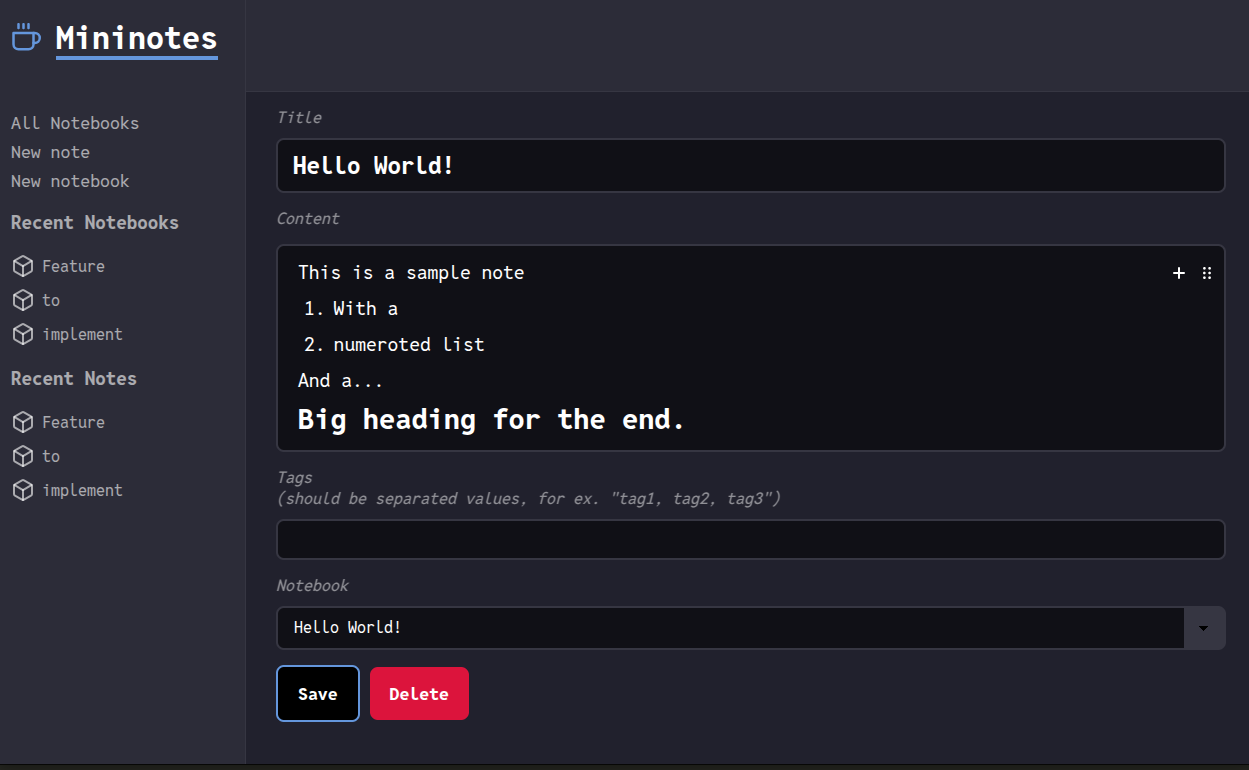 Mininotes
All Notebooks
New note
New notebook
Recent Notebooks
Feature
to
implement
Recent Notes
Feature
to
implement
Title
Hello World!
Content
This is a sample note
1. With a
2. numeroted list
And a...
Big heading for the end.
Tags
(should be separated values, for ex. "tag1, tag2, tag3")
Notebook
Hello World!
Save
Delete